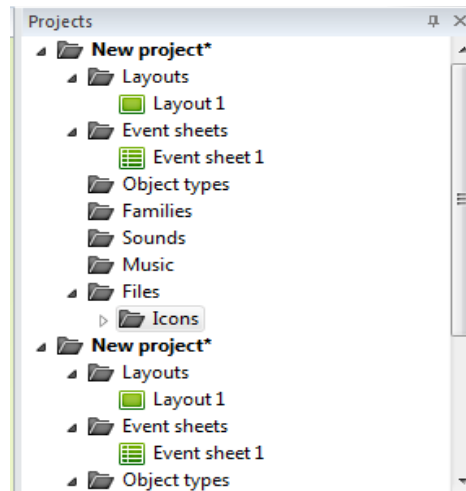 Projects
New project*
Layouts
Layout 1
Event sheets
Event sheet 1
Object types
Families
Sounds
Music
Files
Icons
New project*
Layouts
Layout 1
Event sheets
Event sheet 1
Object types